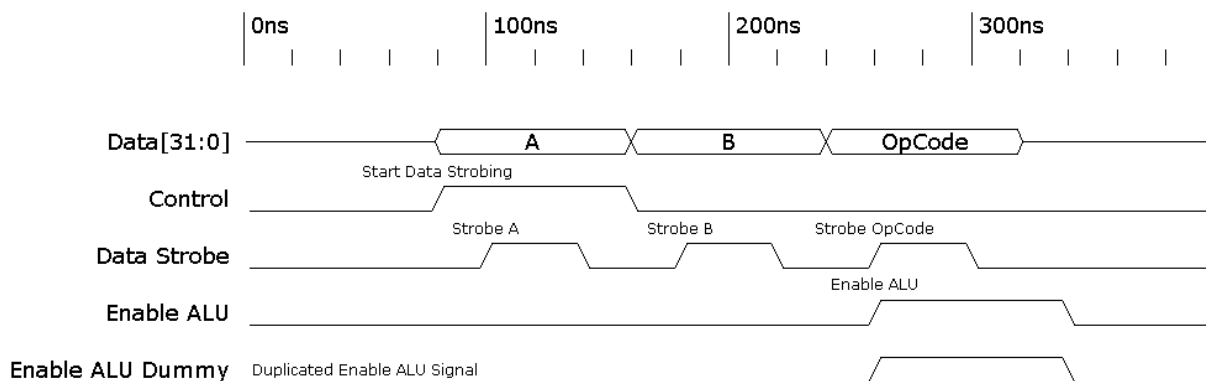 0ns 100ns 200ns 300ns
Data[31:0] A B OpCode
Start Data Strobing
Control
Strobe A Strobe B Strobe OpCode
Data Strobe
Enable ALU
Enable ALU
Enable ALU Dummy Duplicated Enable ALU Signal